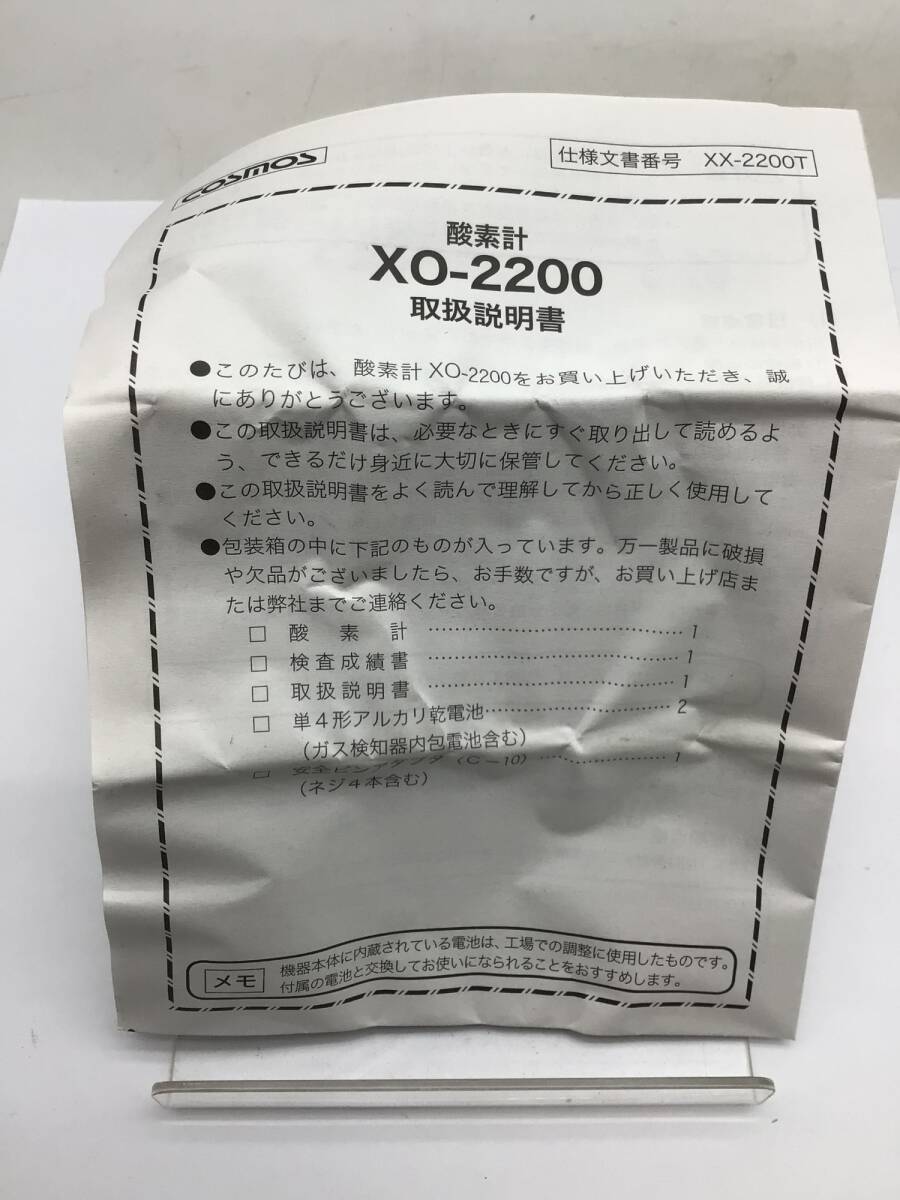 COSMOS
仕様文書番号 XX-2200T
酸素計
XO-2200
取扱説明書
●このたびは、酸素計 XO-2200をお買い上げいただき、誠
にありがとうございます。
●この取扱説明書は、必要なときにすぐ取り出して読めるよ
う、できるだけ身近に大切に保管してください。
●この取扱説明書をよく読んで理解してから正しく使用して
ください。
●包装箱の中に下記のものが入っています。万一製品に破損
や欠品がございましたら、お手数ですが、お買い上げ店ま
たは弊社までご連絡ください。
□ 酸素計 …………………………………… 1
□ 検査成績書 …………………………………… 1
□ 取扱説明書 …………………………………… 1
□ 単4形アルカリ乾電池 ………………………… 2
(ガス検知器内包電池含む)
□ 安全ピンアダプタ (C-10) ………………… 1
(ネジ4本含む)
メモ
機器本体に内蔵されている電池は、工場での調整に使用したものです。
付属の電池と交換してお使いになられることをおすすめします。